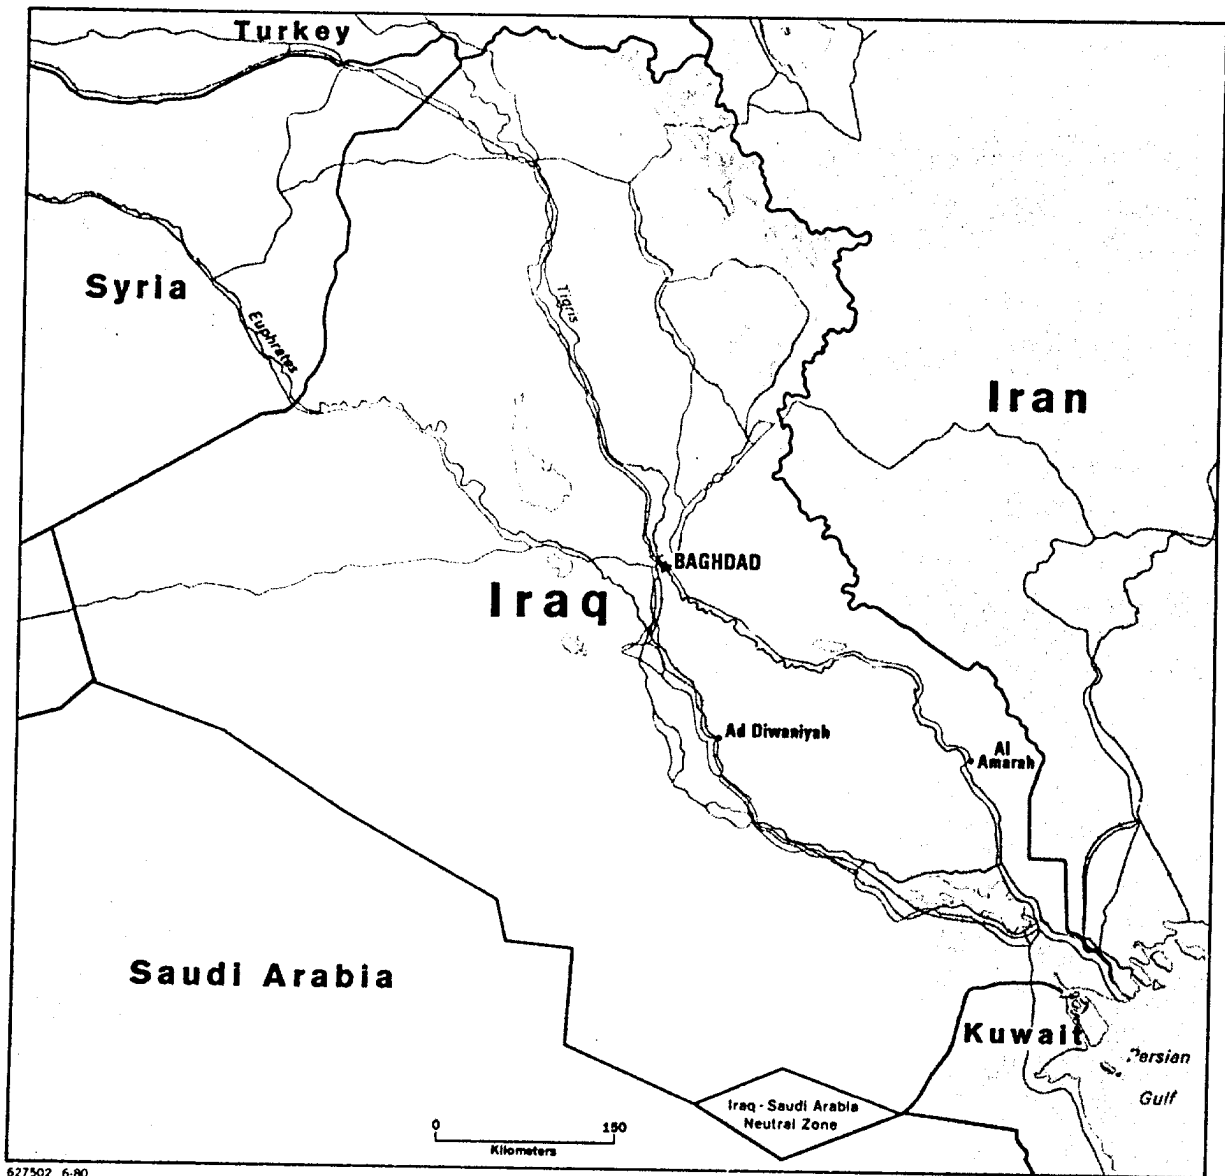 Turkey
Syria
Euphrates
Tigris
Iran
BAGHDAD
Iraq
Ad Diwaniyah
Al
Amarah
Saudi Arabia
Kuwait
Persian
Gulf
Iraq - Saudi Arabia
Neutral Zone
0 150
Kilometers
627502 6-80